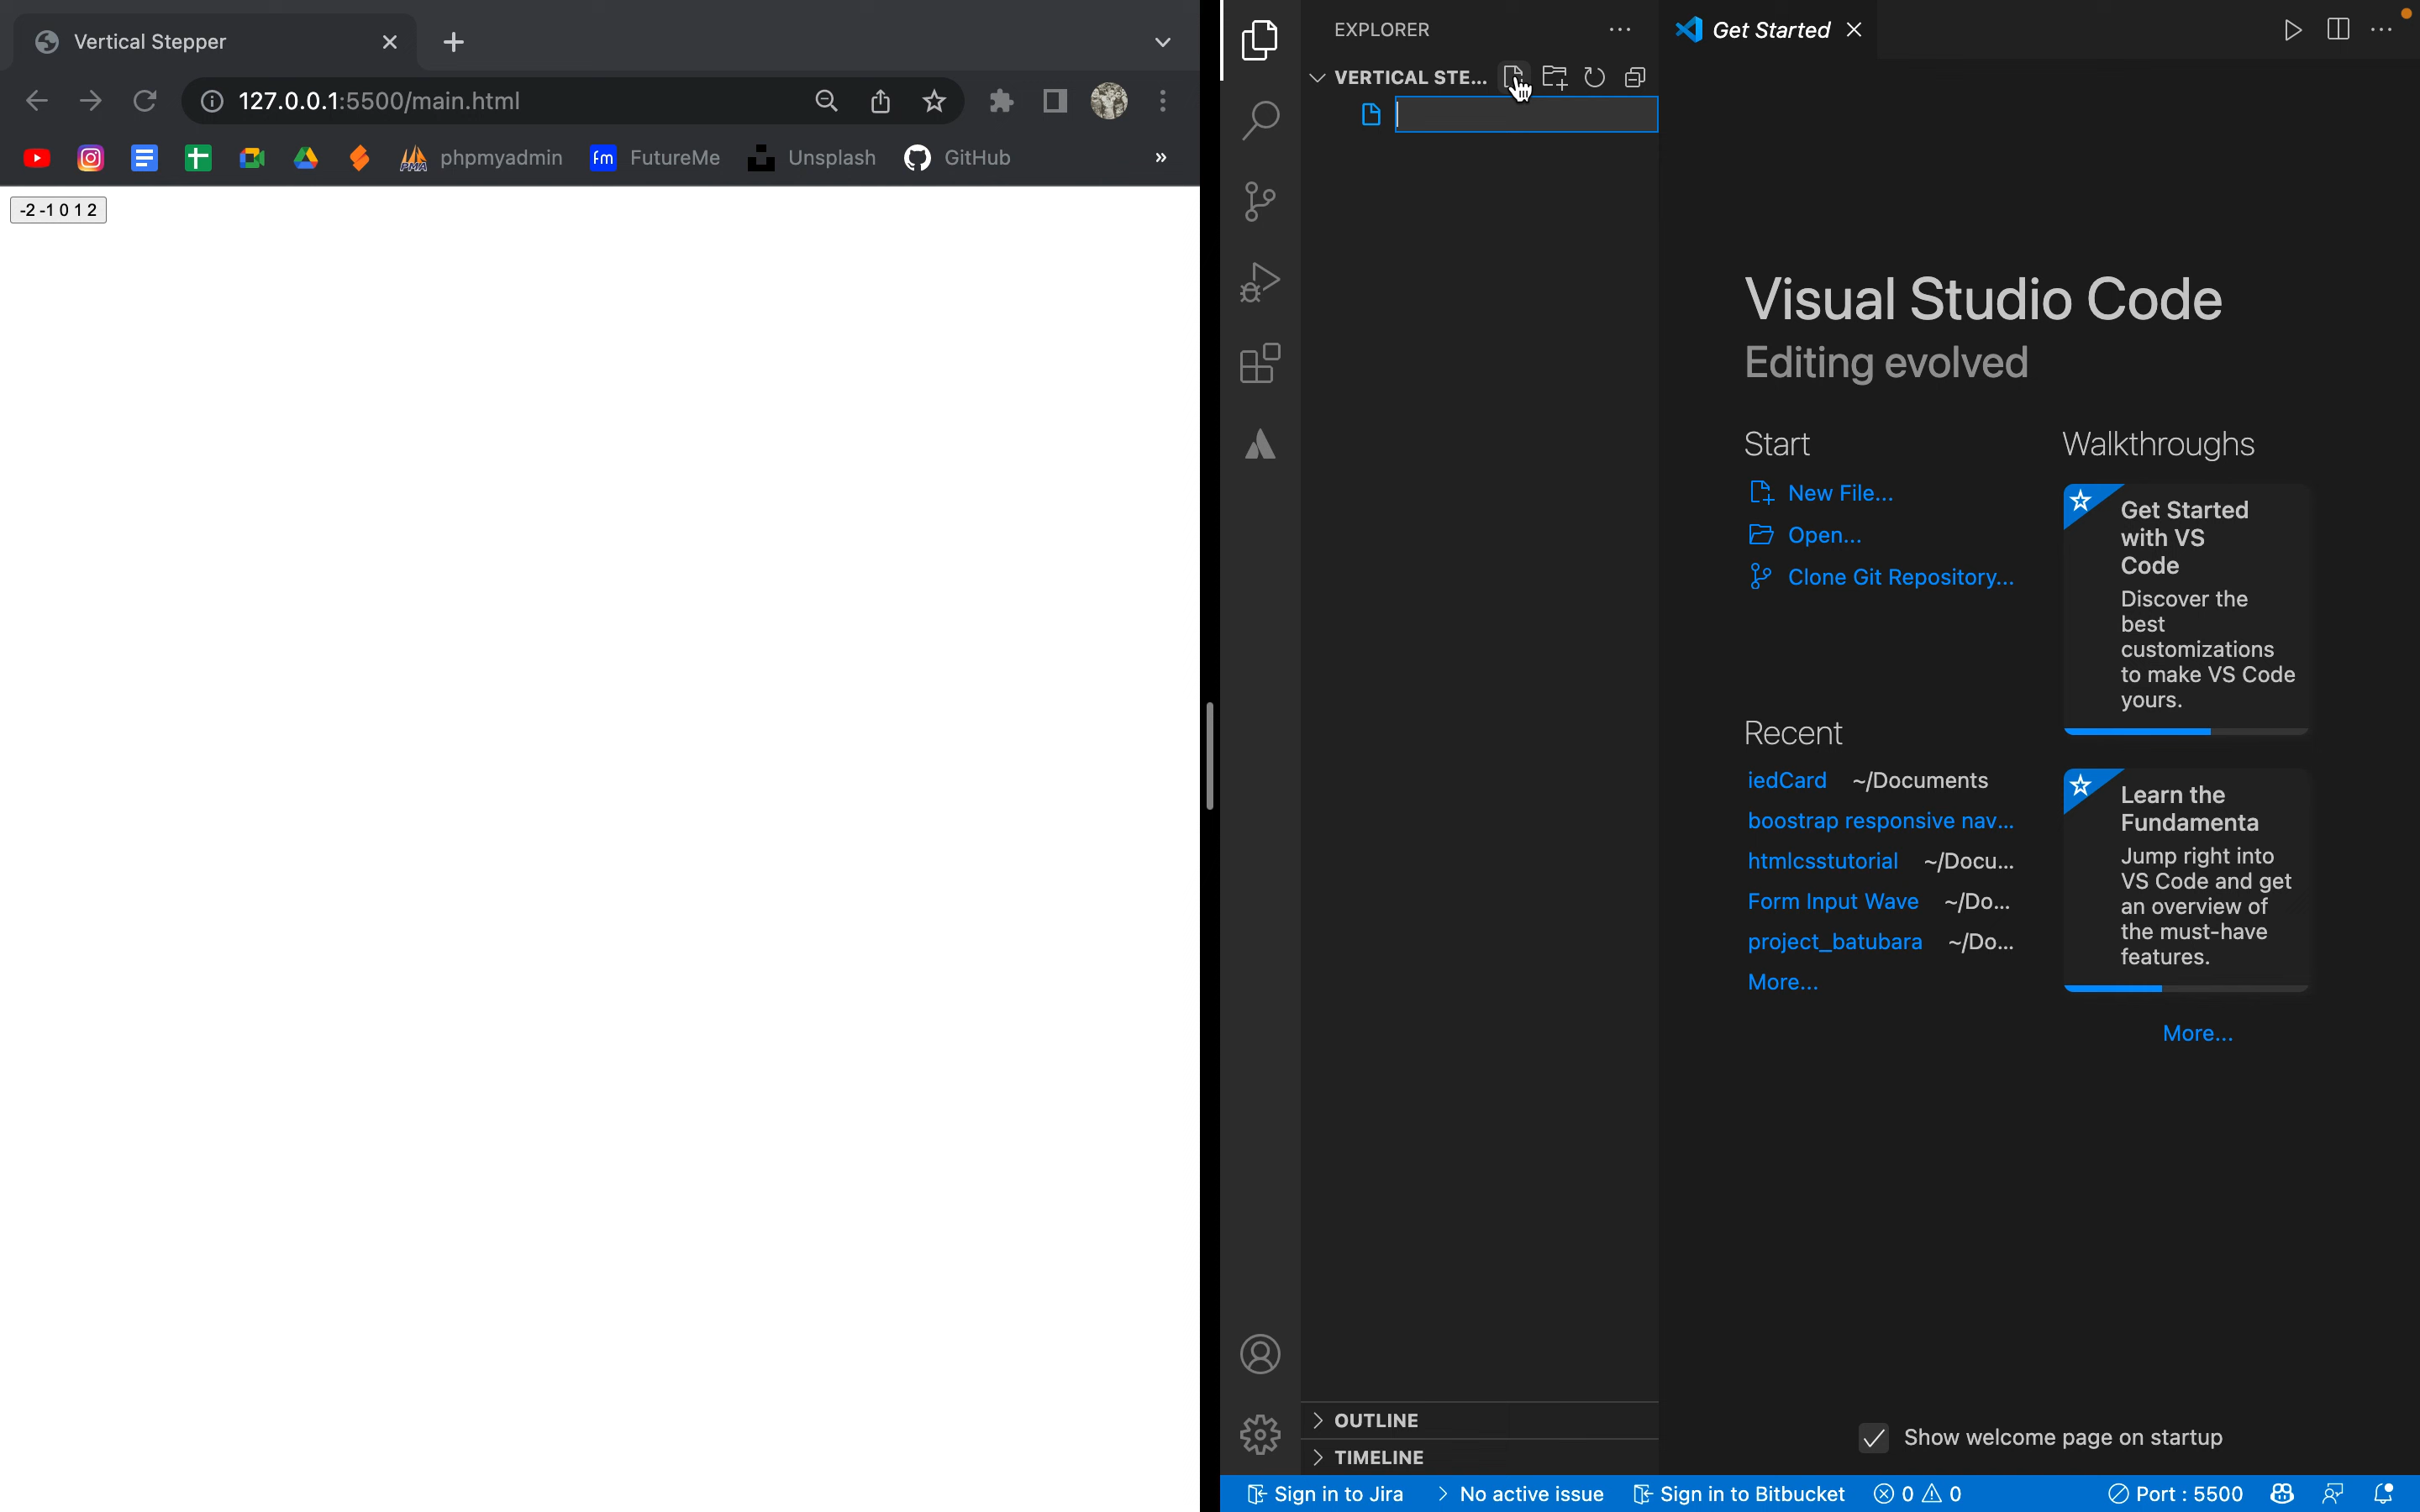 Vertical Stepper
127.0.0.1:5500/main.html
phpmyadmin
fm FutureMe
Unsplash
GitHub
»
-2 -1 0 1 2
EXPLORER
VERTICAL STE...
Get Started
Visual Studio Code
Editing evolved
Start
New File...
Open...
Clone Git Repository...
Recent
iedCard ~/Documents
boostrap responsive nav...
htmlcsstutorial ~/Docu...
Form Input Wave ~/Do...
project_batubara ~/Do...
More...
Walkthroughs
Get Started
with VS
Code
Discover the
best
customizations
to make VS Code
yours.
Learn the
Fundamenta
Jump right into
VS Code and get
an overview of
the must-have
features.
More...
Show welcome page on startup
OUTLINE
TIMELINE
Sign in to Jira
No active issue
Sign in to Bitbucket
0 0
Port : 5500